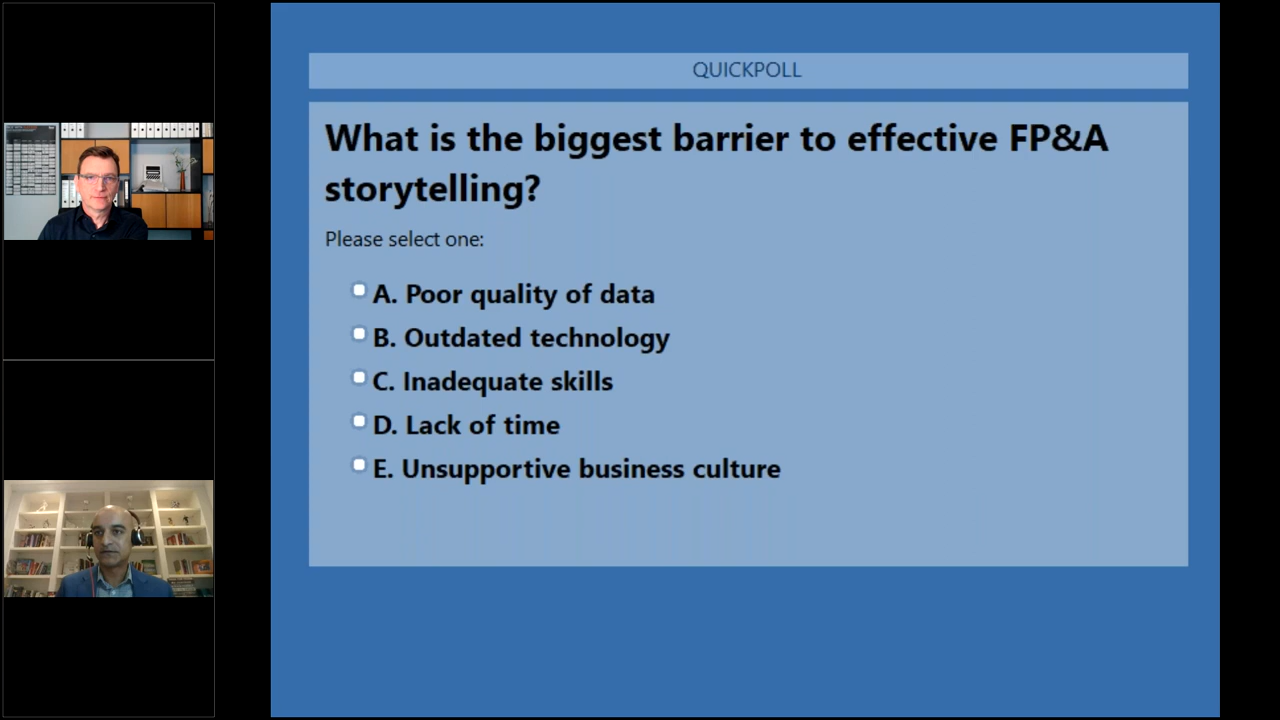 QUICKPOLL
What is the biggest barrier to effective FP&A
storytelling?
Please select one:
A. Poor quality of data
B. Outdated technology
C. Inadequate skills
D. Lack of time
E. Unsupportive business culture